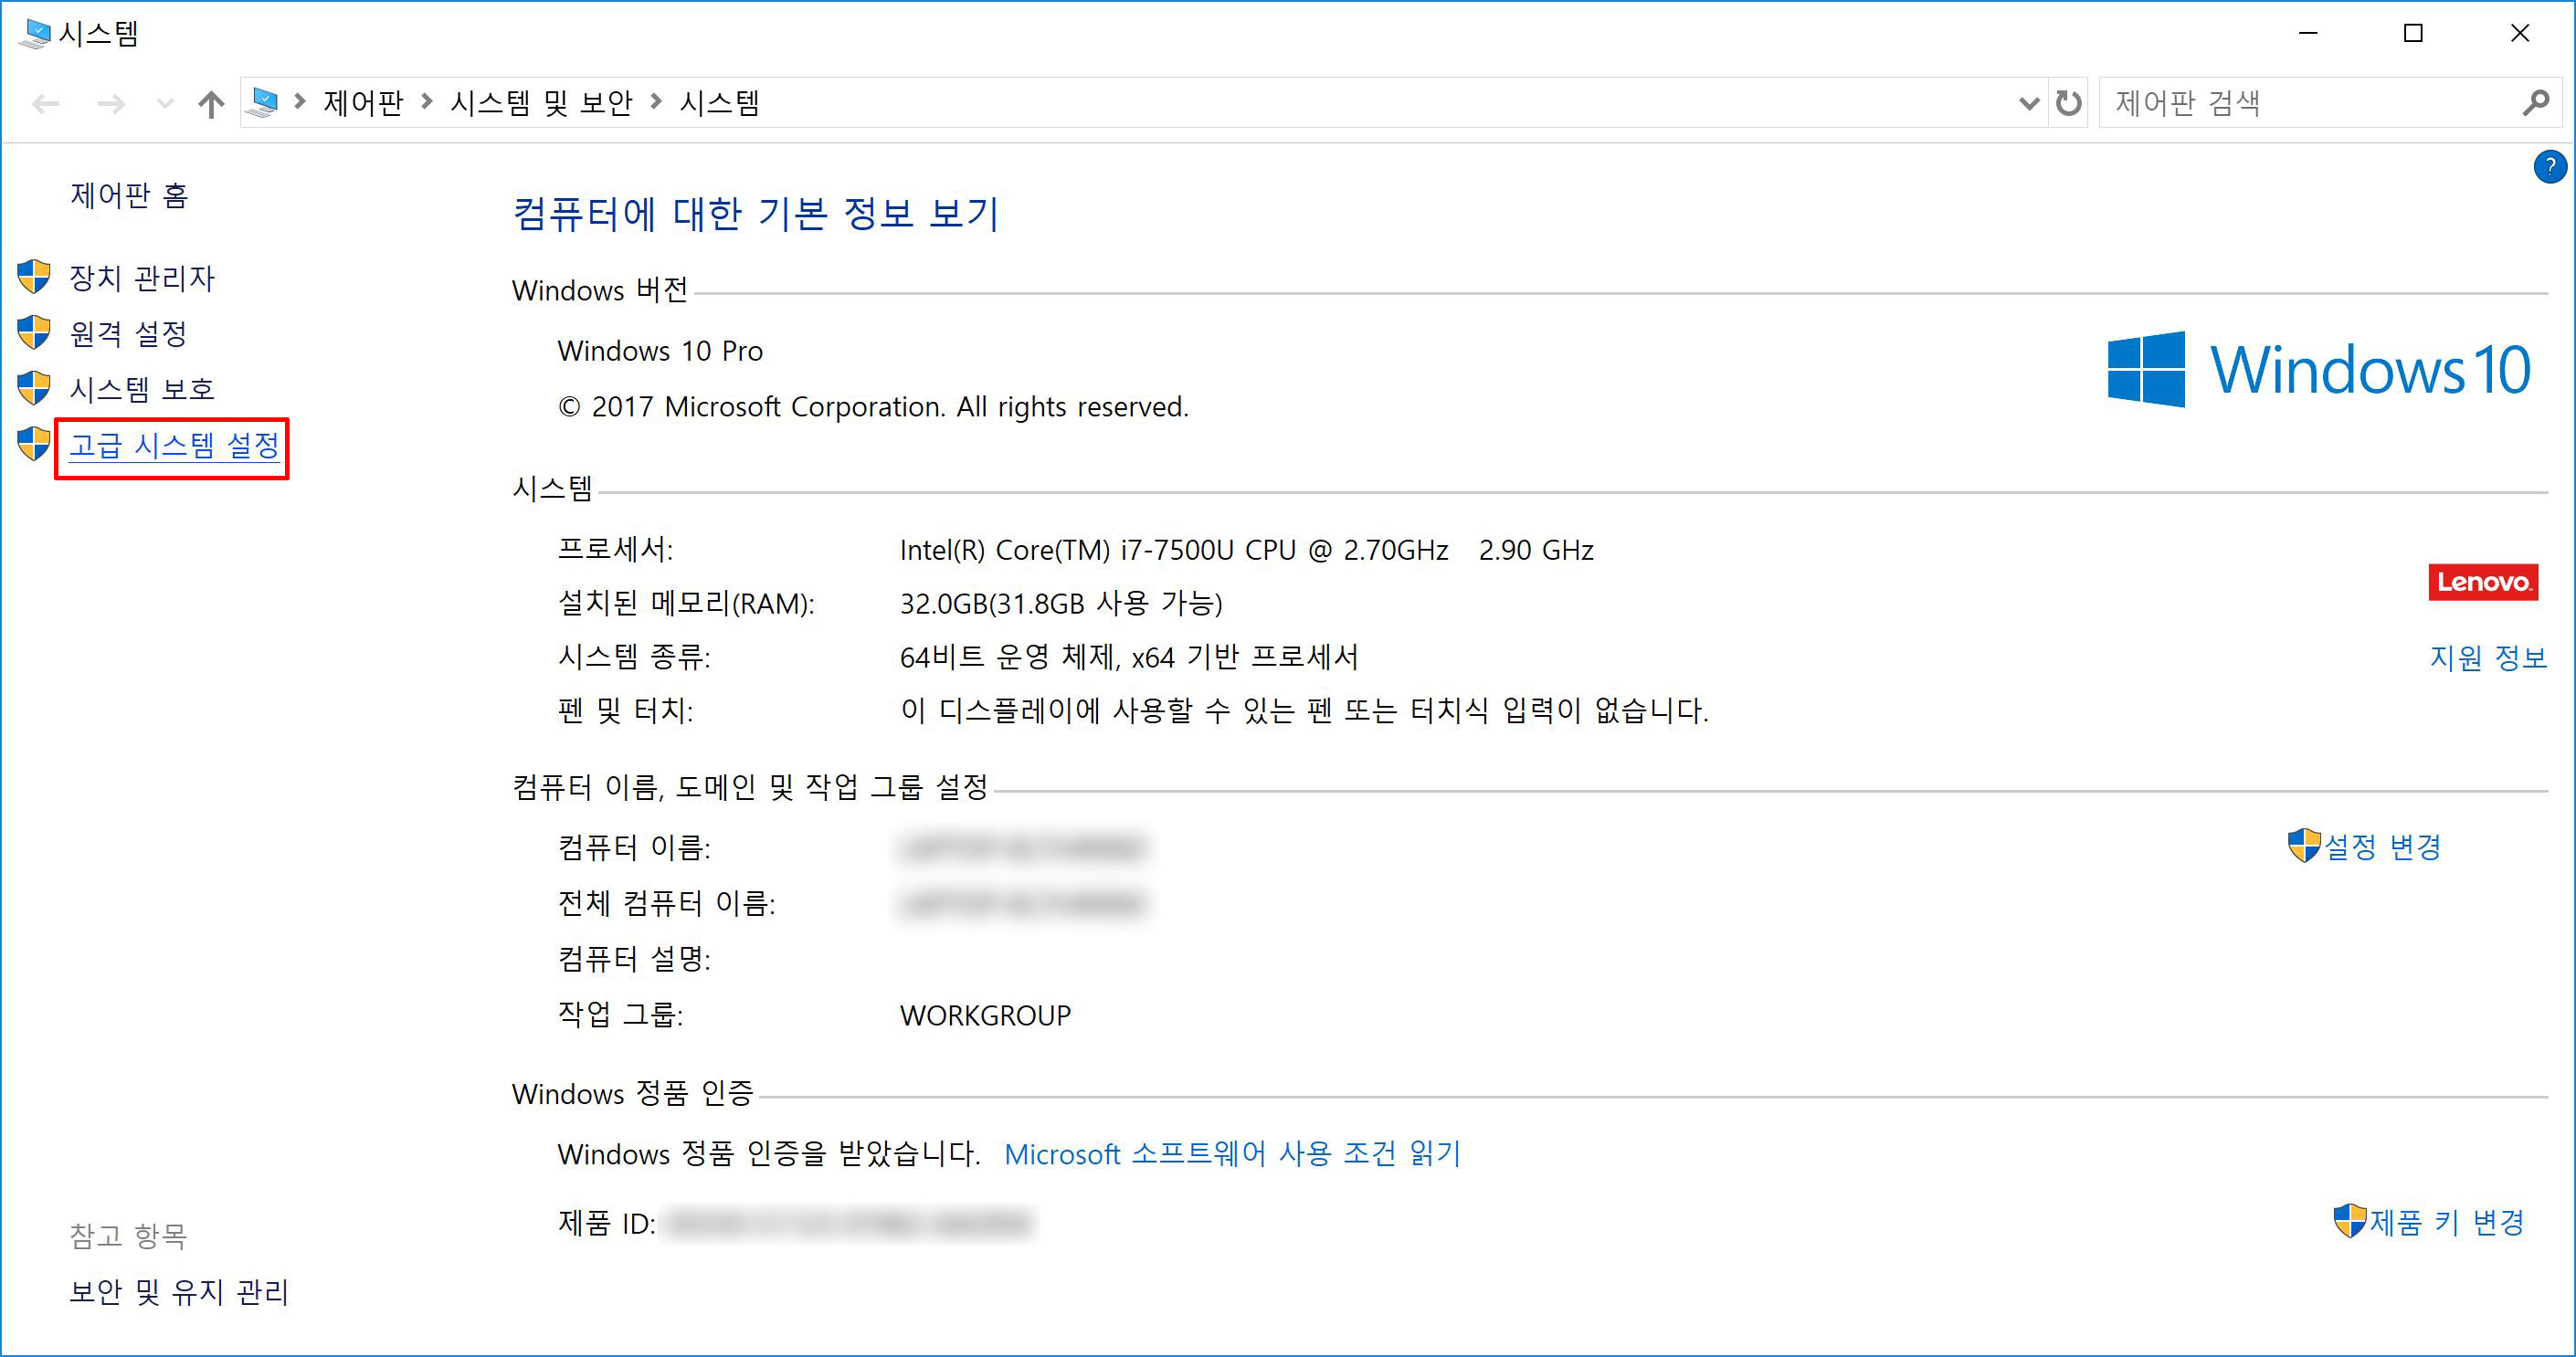 시스템
제어판 시스템 및 보안 시스템
제어판 검색
?
제어판 홈
장치 관리자
원격 설정
시스템 보호
고급 시스템 설정
컴퓨터에 대한 기본 정보 보기
Windows 버전
Windows 10 Pro
© 2017 Microsoft Corporation. All rights reserved.
Windows 10
시스템
프로세서: Intel(R) Core(TM) i7-7500U CPU @ 2.70GHz 2.90 GHz
설치된 메모리(RAM): 32.0GB(31.8GB 사용 가능)
시스템 종류: 64비트 운영 체제, x64 기반 프로세서
펜 및 터치: 이 디스플레이에 사용할 수 있는 펜 또는 터치식 입력이 없습니다.
Lenovo
지원 정보
컴퓨터 이름, 도메인 및 작업 그룹 설정
컴퓨터 이름:
설정 변경
전체 컴퓨터 이름:
컴퓨터 설명:
작업 그룹: WORKGROUP
Windows 정품 인증
Windows 정품 인증을 받았습니다. Microsoft 소프트웨어 사용 조건 읽기
제품 ID:
제품 키 변경
참고 항목
보안 및 유지 관리